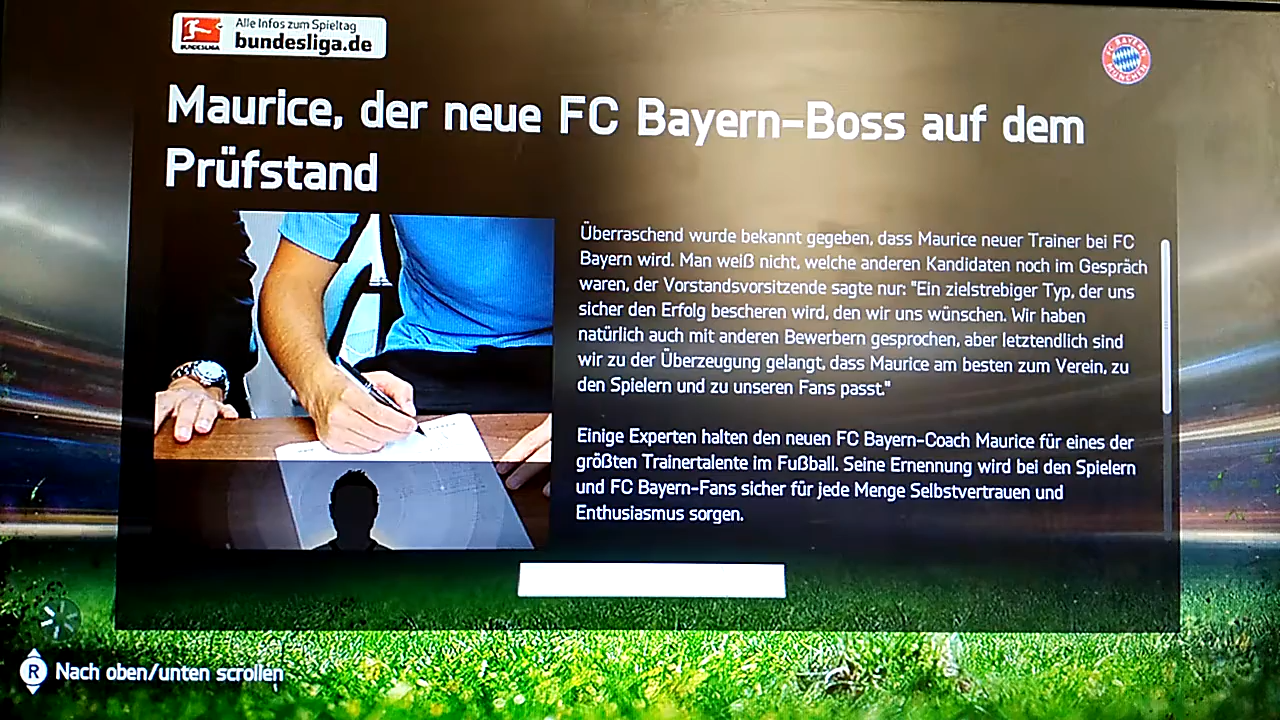 Alle Infos zum Spieltag
BUNDESLIGA
bundesliga.de
FC BAYERN MÜNCHEN
Maurice, der neue FC Bayern-Boss auf dem
Prüfstand
Überraschend wurde bekannt gegeben, dass Maurice neuer Trainer bei FC
Bayern wird. Man weiß nicht, welche anderen Kandidaten noch im Gespräch
waren, der Vorstandsvorsitzende sagte nur: "Ein zielstrebiger Typ, der uns
sicher den Erfolg bescheren wird, den wir uns wünschen. Wir haben
natürlich auch mit anderen Bewerbern gesprochen, aber letztendlich sind
wir zu der Überzeugung gelangt, dass Maurice am besten zum Verein, zu
den Spielern und zu unseren Fans passt."
Einige Experten halten den neuen FC Bayern-Coach Maurice für eines der
größten Trainertalente im Fußball. Seine Ernennung wird bei den Spielern
und FC Bayern-Fans sicher für jede Menge Selbstvertrauen und
Enthusiasmus sorgen.
R Nach oben/unten scrollen